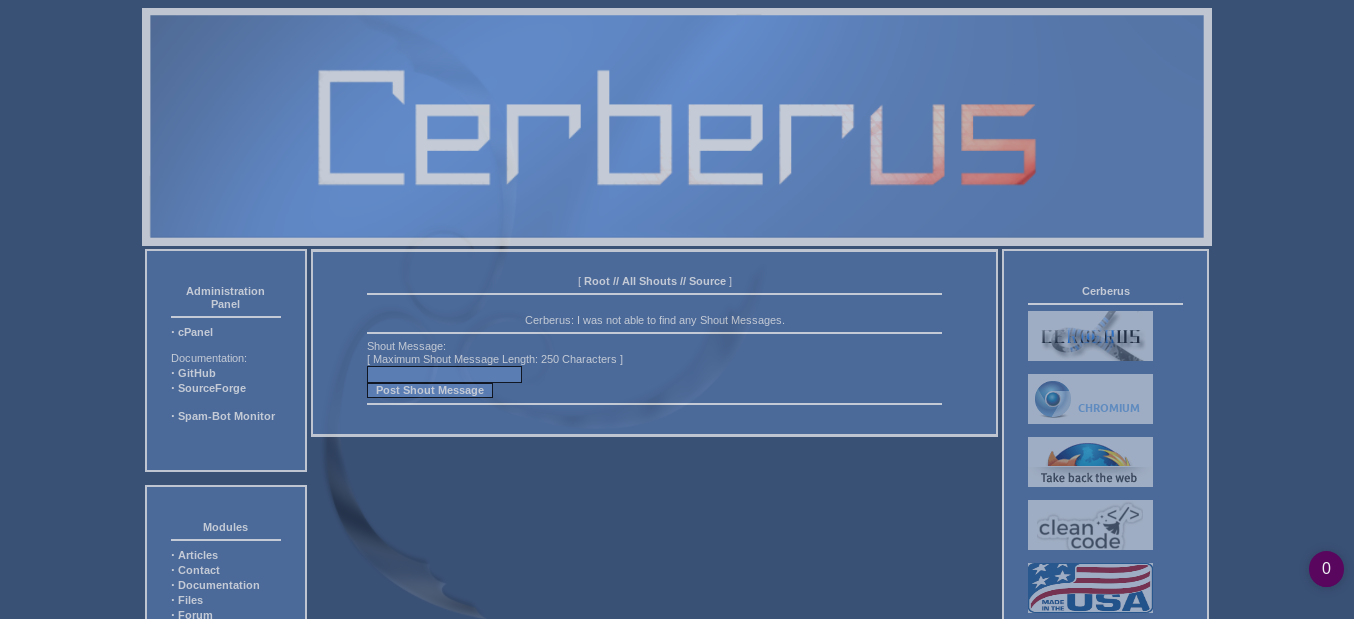 Cerberus
Administration
Panel
· cPanel
Documentation:
· GitHub
· SourceForge
· Spam-Bot Monitor
Modules
· Articles
· Contact
· Documentation
· Files
· Forum
[ Root // All Shouts // Source ]
Cerberus: I was not able to find any Shout Messages.
Shout Message:
[ Maximum Shout Message Length: 250 Characters ]
Post Shout Message
Cerberus
CERBERUS
CHROMIUM
Take back the web
clean </>
code
MADE
IN THE USA
0